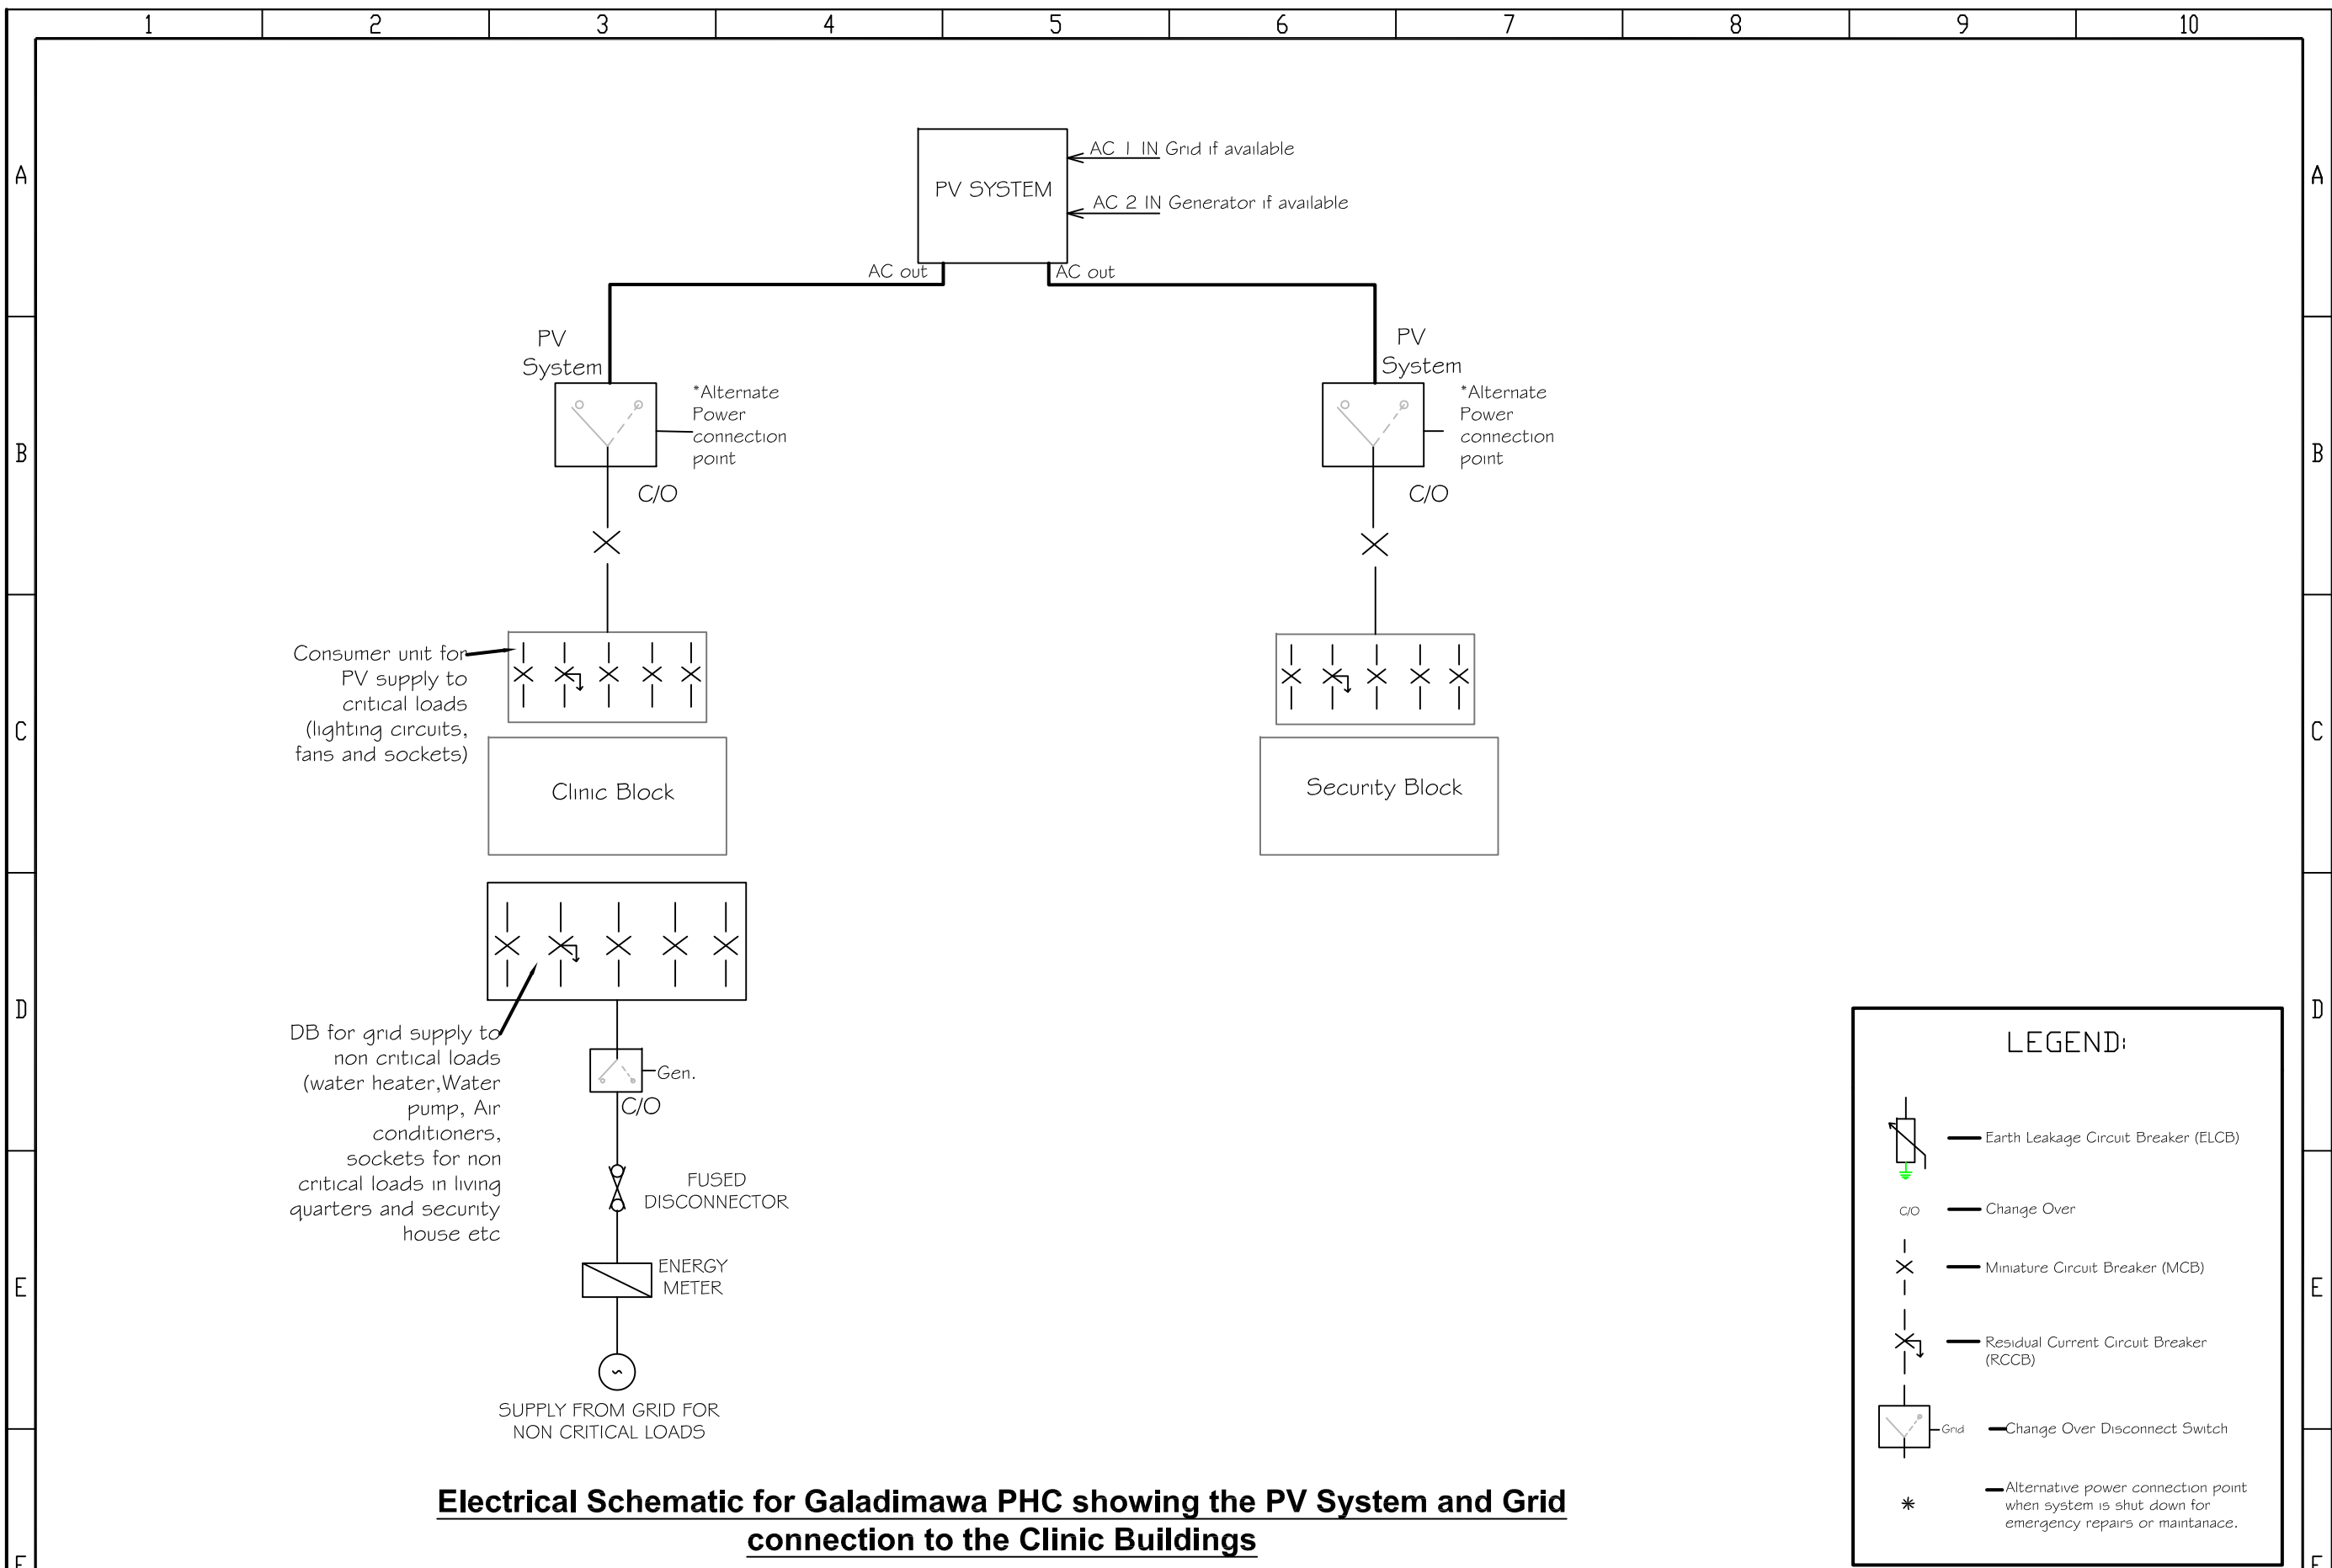 1 2 3 4 5 6 7 8 9 10
A A
AC 1 IN Grid if available
PV SYSTEM
AC 2 IN Generator if available
AC out AC out
PV
System
*Alternate
Power
connection
point
C/O
PV
System
*Alternate
Power
connection
point
C/O
B B
Consumer unit for
PV supply to
critical loads
(lighting circuits,
fans and sockets)
C C
Clinic Block
Security Block
D D
DB for grid supply to
non critical loads
(water heater,Water
pump, Air
conditioners,
sockets for non
critical loads in living
quarters and security
house etc
Gen.
C/O
FUSED
DISCONNECTOR
ENERGY
METER
E E
SUPPLY FROM GRID FOR
NON CRITICAL LOADS
LEGEND:
Earth Leakage Circuit Breaker (ELCB)
C/O Change Over
Miniature Circuit Breaker (MCB)
Residual Current Circuit Breaker
(RCCB)
Grid Change Over Disconnect Switch
* Alternative power connection point
when system is shut down for
emergency repairs or maintanace.
Electrical Schematic for Galadimawa PHC showing the PV System and Grid
connection to the Clinic Buildings
F F